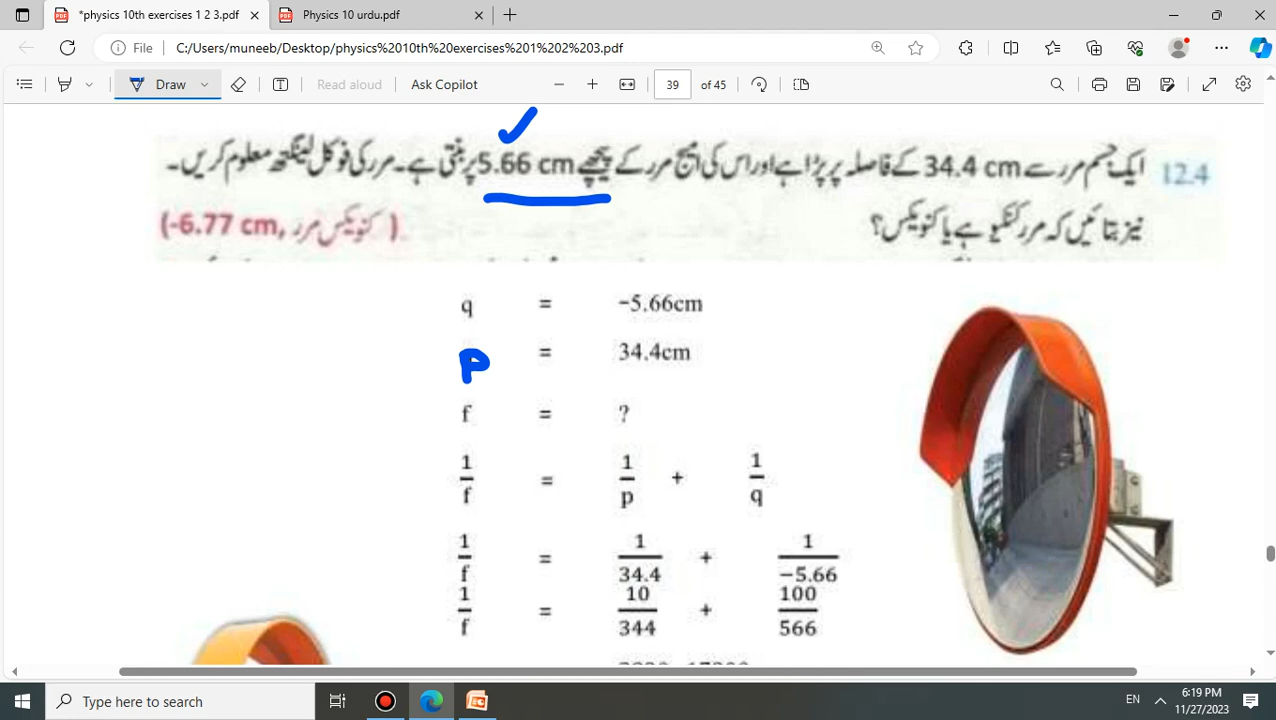 *physics 10th exercises 1 2 3.pdf
Physics 10 urdu.pdf
File
C:/Users/muneeb/Desktop/physics%2010th%20exercises%201%202%203.pdf
Draw
Read aloud
Ask Copilot
39
of 45
12.4 ایک جسم مرر سے 34.4 cm کے فاصلہ پر پڑا ہے اور اس کی امیج مرر کے پیچھے 5.66 cm پر بنتی ہے۔ مرر کی فوکل لینگتھ معلوم کریں۔
نیز بتائیں کہ مرر کنکیو ہے یا کنویکس؟ (-6.77 cm, کنویکس مرر)
q = −5.66cm
P = 34.4cm
f = ?
1/f = 1/p + 1/q
1/f = 1/34.4 + 1/−5.66
1/f = 10/344 + 100/566
Type here to search
EN
6:19 PM
11/27/2023